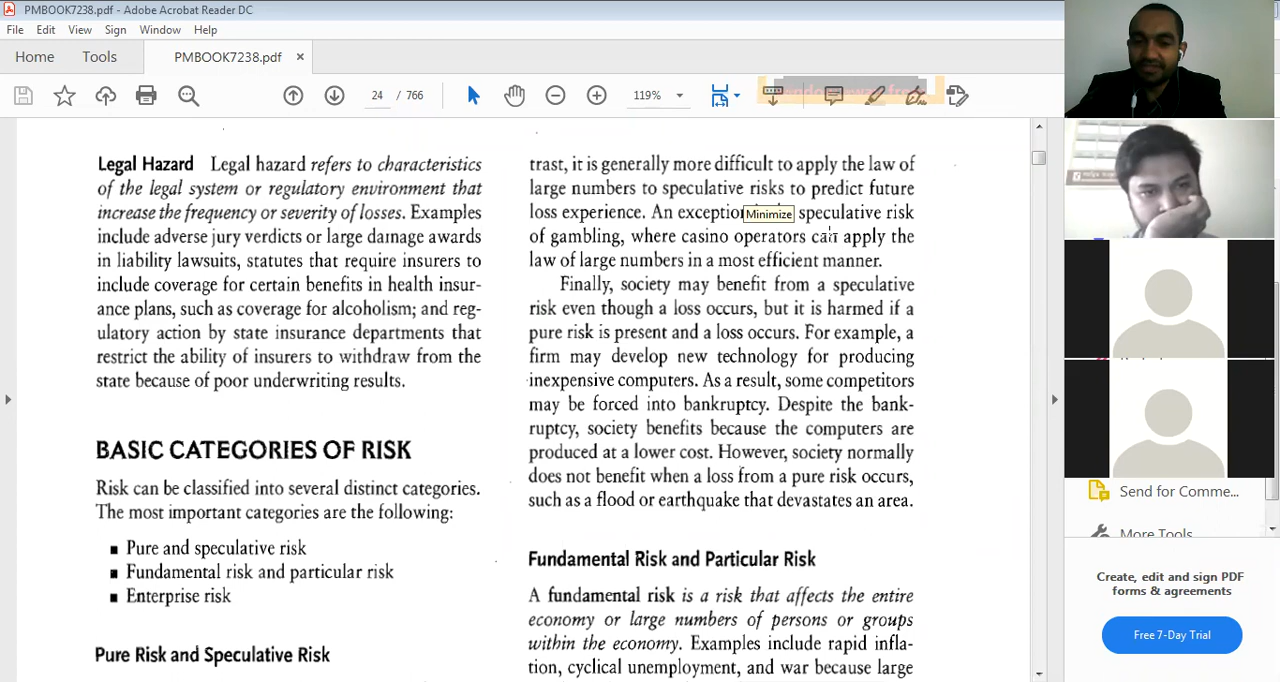 PMBOOK7238.pdf - Adobe Acrobat Reader DC
File Edit View Sign Window Help
Home Tools PMBOOK7238.pdf ×
24 / 766 119%
Legal Hazard Legal hazard refers to characteristics
of the legal system or regulatory environment that
increase the frequency or severity of losses. Examples
include adverse jury verdicts or large damage awards
in liability lawsuits, statutes that require insurers to
include coverage for certain benefits in health insur-
ance plans, such as coverage for alcoholism; and reg-
ulatory action by state insurance departments that
restrict the ability of insurers to withdraw from the
state because of poor underwriting results.
BASIC CATEGORIES OF RISK
Risk can be classified into several distinct categories.
The most important categories are the following:
■ Pure and speculative risk
■ Fundamental risk and particular risk
■ Enterprise risk
Pure Risk and Speculative Risk
trast, it is generally more difficult to apply the law of
large numbers to speculative risks to predict future
loss experience. An exception speculative risk
of gambling, where casino operators can apply the
law of large numbers in a most efficient manner.
Finally, society may benefit from a speculative
risk even though a loss occurs, but it is harmed if a
pure risk is present and a loss occurs. For example, a
firm may develop new technology for producing
inexpensive computers. As a result, some competitors
may be forced into bankruptcy. Despite the bank-
ruptcy, society benefits because the computers are
produced at a lower cost. However, society normally
does not benefit when a loss from a pure risk occurs,
such as a flood or earthquake that devastates an area.
Fundamental Risk and Particular Risk
A fundamental risk is a risk that affects the entire
economy or large numbers of persons or groups
within the economy. Examples include rapid infla-
tion, cyclical unemployment, and war because large
Minimize
Send for Comme...
More Tools
Create, edit and sign PDF
forms & agreements
Free 7-Day Trial